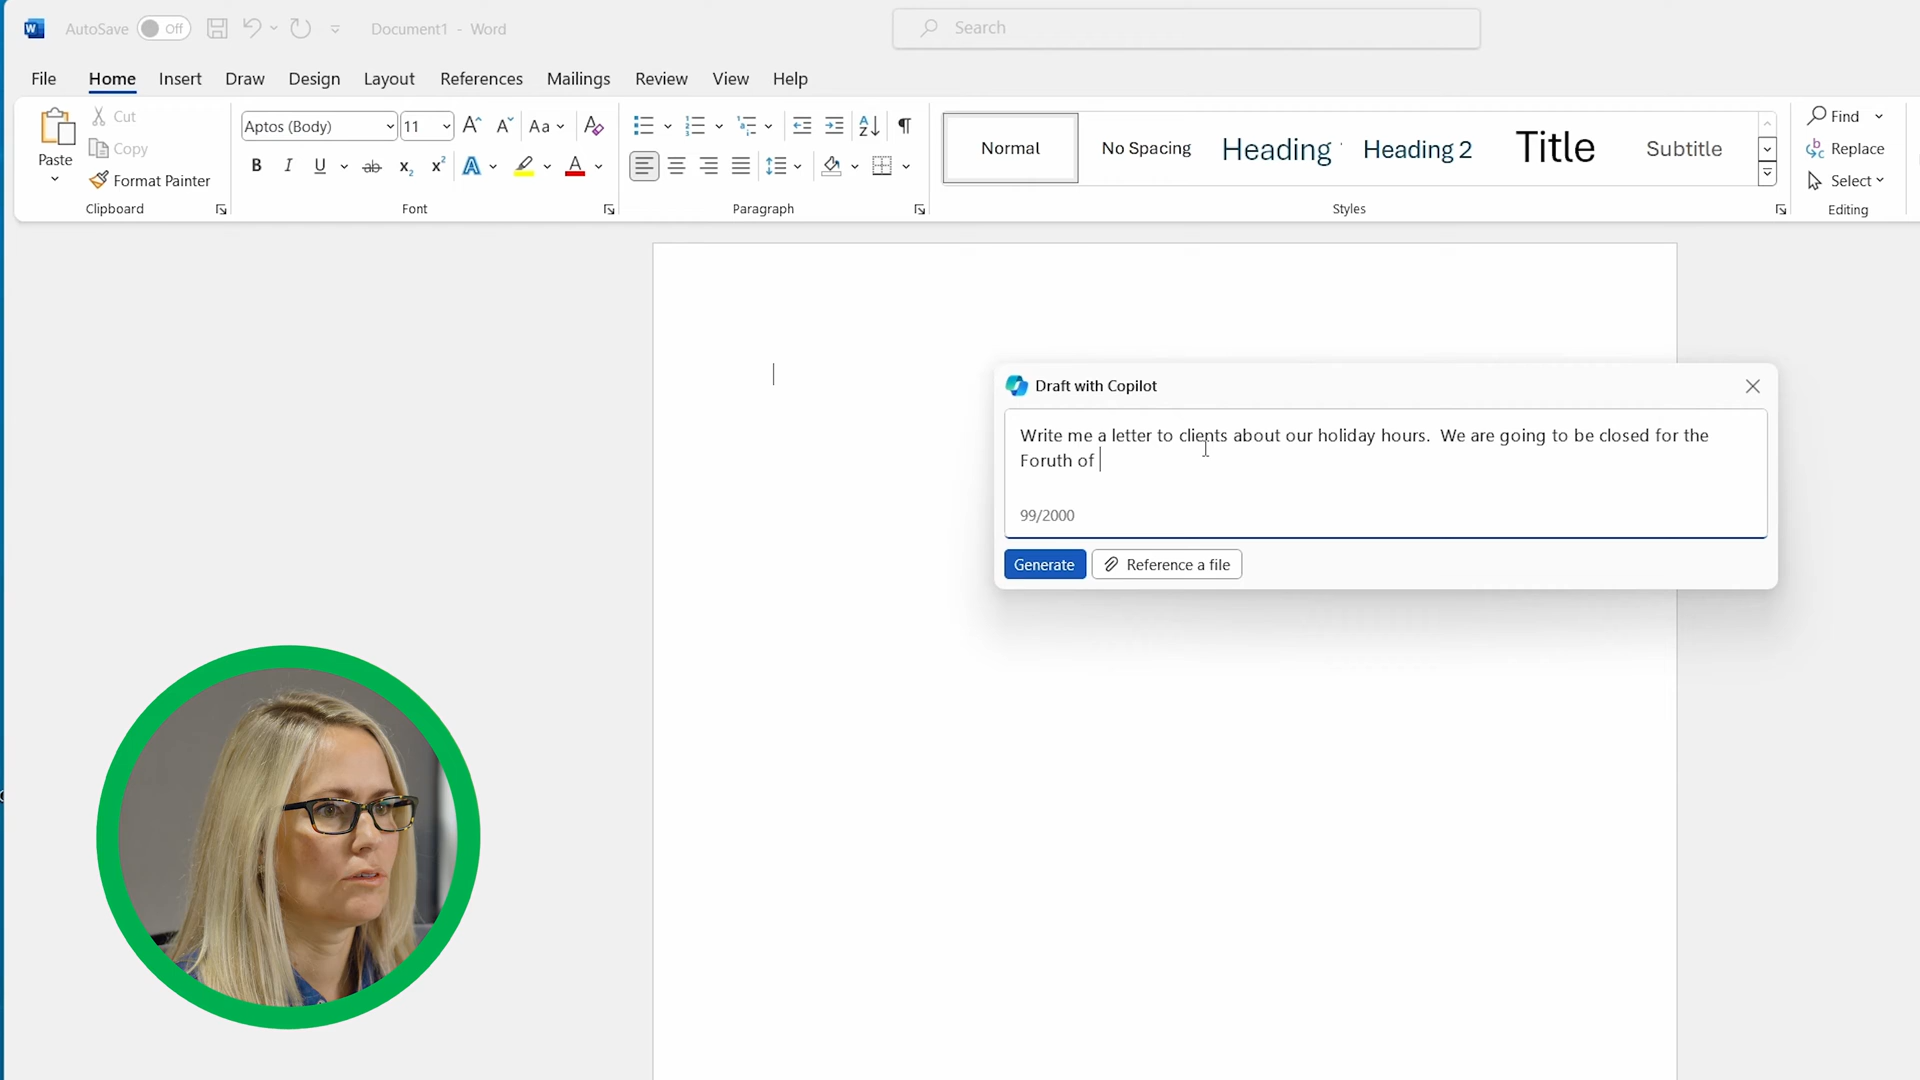 AutoSave Off Document1 - Word Search
File Home Insert Draw Design Layout References Mailings Review View Help
Paste
Cut
Copy
Format Painter
Clipboard
Aptos (Body) 11 Aa
B I U ab x₂ x² A A
Font
Paragraph
Normal No Spacing Heading Heading 2 Title Subtitle
Styles
Find
Replace
Select
Editing
Draft with Copilot
Write me a letter to clients about our holiday hours.  We are going to be closed for the
Foruth of
99/2000
Generate Reference a file